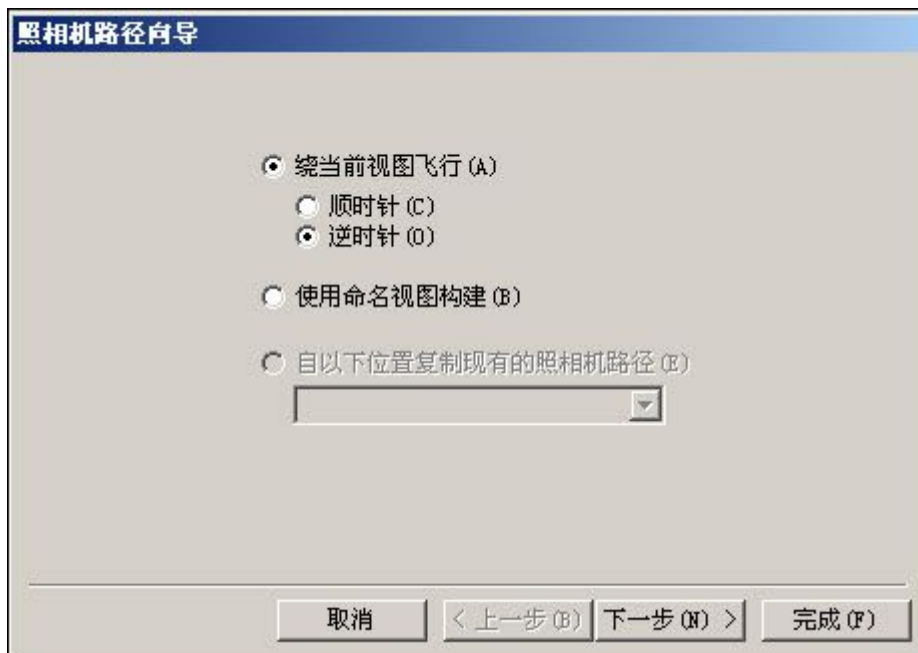 照相机路径向导
绕当前视图飞行(A)
顺时针(C)
逆时针(O)
使用命名视图构建(B)
自以下位置复制现有的照相机路径(E)
取消
< 上一步(B)
下一步(N) >
完成(F)